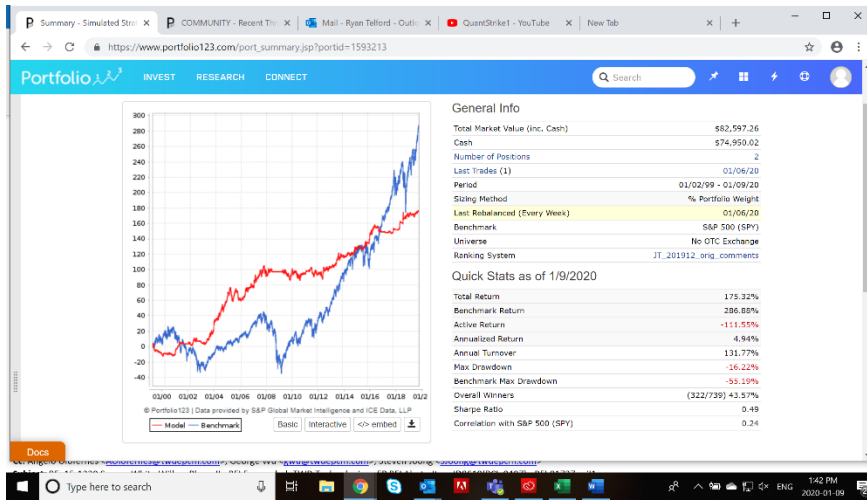 Summary - Simulated Strat
COMMUNITY - Recent Thr
Mail - Ryan Telford - Outlo
QuantStrike1 - YouTube
New Tab
https://www.portfolio123.com/port_summary.jsp?portid=1593213
Portfolio123
INVEST
RESEARCH
CONNECT
Search
General Info
Total Market Value (inc. Cash) $82,597.26
Cash $74,950.02
Number of Positions 2
Last Trades (1) 01/06/20
Period 01/02/99 - 01/09/20
Sizing Method % Portfolio Weight
Last Rebalanced (Every Week) 01/06/20
Benchmark S&P 500 (SPY)
Universe No OTC Exchange
Ranking System JT_201912_orig_comments
Quick Stats as of 1/9/2020
Total Return 175.32%
Benchmark Return 286.88%
Active Return -111.55%
Annualized Return 4.94%
Annual Turnover 131.77%
Max Drawdown -16.22%
Benchmark Max Drawdown -55.19%
Overall Winners (322/739) 43.57%
Sharpe Ratio 0.49
Correlation with S&P 500 (SPY) 0.24
300
280
260
240
220
200
180
160
140
120
100
80
60
40
20
0
-20
-40
01/00 01/02 01/04 01/06 01/08 01/10 01/12 01/14 01/16 01/18 01/2
© Portfolio123 | Data provided by S&P Global Market Intelligence and ICE Data, LLP
Model Benchmark
Basic
Interactive
</> embed
Docs
Type here to search
ENG
1:42 PM
2020-01-09